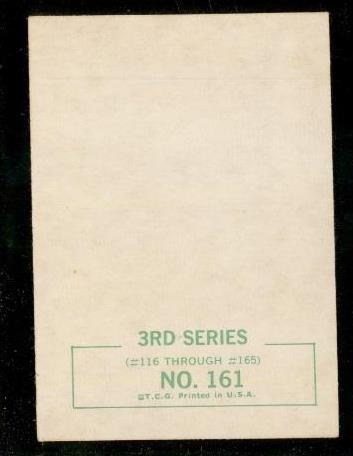 3RD SERIES
(#116 THROUGH #165)
NO. 161
©T.C.G. Printed in U.S.A.